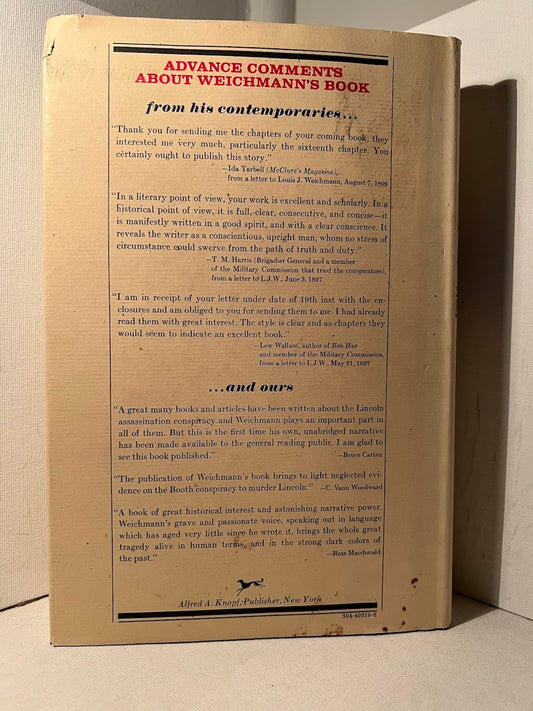 ADVANCE COMMENTS
ABOUT WEICHMANN'S BOOK
from his contemporaries...
"Thank you for sending me the chapters of your coming book; they
interested me very much, particularly the sixteenth chapter. You
certainly ought to publish this story."
—Ida Tarbell (McClure's Magazine),
from a letter to Louis J. Weichmann, August 7, 1899
"In a literary point of view, your work is excellent and scholarly. In a
historical point of view, it is full, clear, consecutive, and concise—it
is manifestly written in a good spirit, and with a clear conscience. It
reveals the writer as a conscientious, upright man, whom no stress of
circumstance could swerve from the path of truth and duty."
—T. M. Harris (Brigadier General and a member
of the Military Commission that tried the conspirators),
from a letter to L.J.W., June 3, 1897
"I am in receipt of your letter under date of 19th inst with the en-
closures and am obliged to you for sending them to me. I had already
read them with great interest. The style is clear and as chapters they
would seem to indicate an excellent book."
—Lew Wallace, author of Ben Hur
and member of the Military Commission,
from a letter to L.J.W., May 21, 1897
...and ours
"A great many books and articles have been written about the Lincoln
assassination conspiracy and Weichmann plays an important part in
all of them. But this is the first time his own, unabridged narrative
has been made available to the general reading public. I am glad to
see this book published."
—Bruce Catton
"The publication of Weichmann's book brings to light neglected evi-
dence on the Booth conspiracy to murder Lincoln." —C. Vann Woodward
"A book of great historical interest and astonishing narrative power.
Weichmann's grave and passionate voice, speaking out in language
which has aged very little since he wrote it, brings the whole great
tragedy alive in human terms, and in the strong dark colors of
the past."
—Ross Macdonald
Alfred A. Knopf, Publisher, New York
394-49319-2